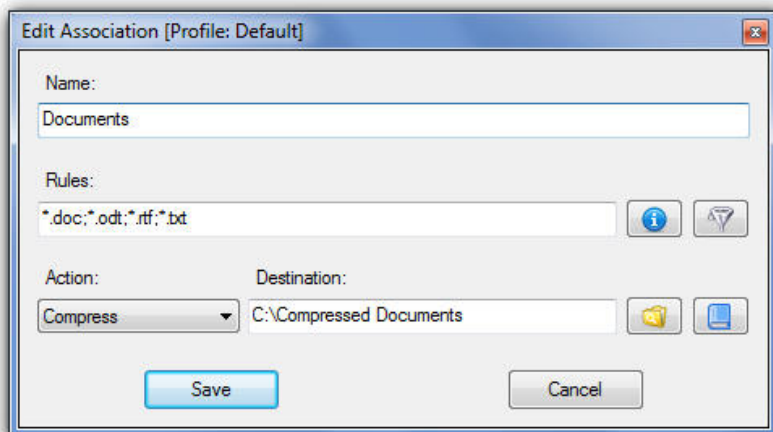 Edit Association [Profile: Default]
Name:
Documents
Rules:
*.doc;*.odt;*.rtf;*.txt
Action:
Destination:
Compress
C:\Compressed Documents
Save
Cancel